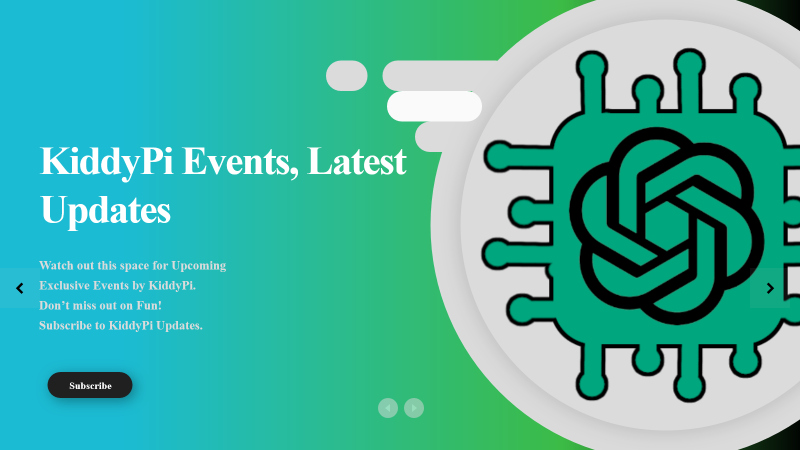 KiddyPi Events, Latest
Updates
Watch out this space for Upcoming
Exclusive Events by KiddyPi.
Don't miss out on Fun!
Subscribe to KiddyPi Updates.
Subscribe